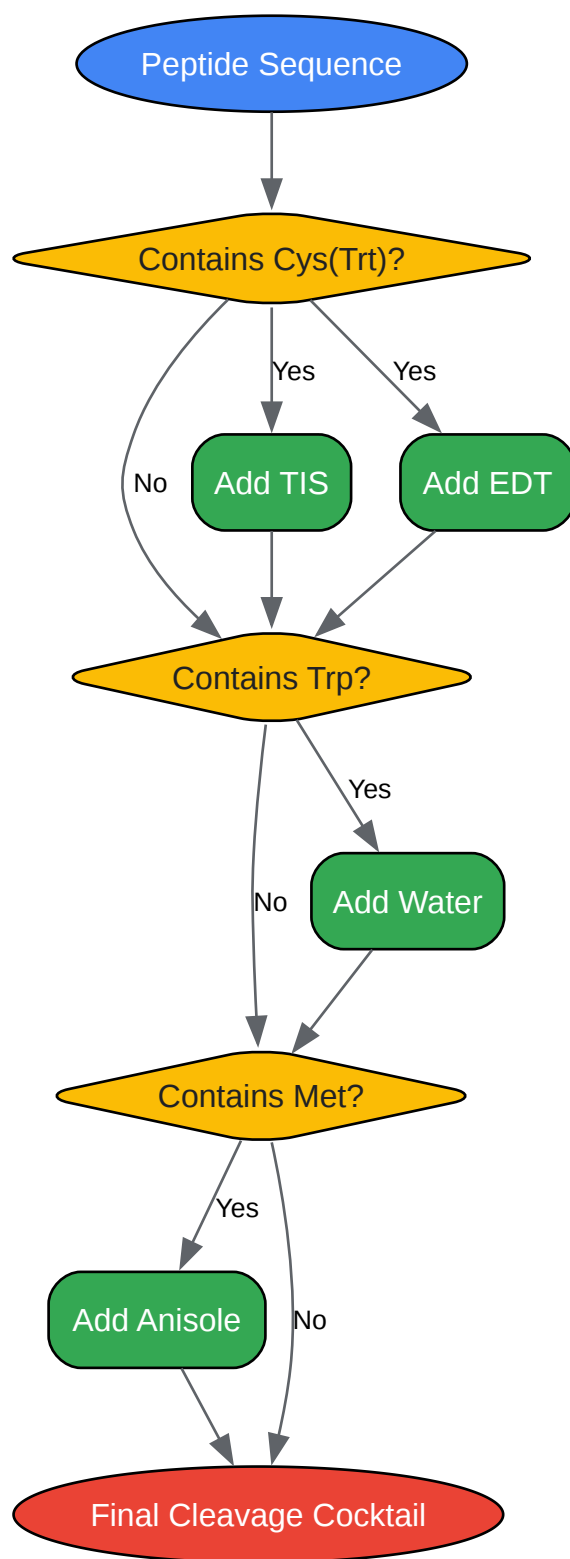 Peptide Sequence
Contains Cys(Trt)?
Yes
Yes
No
Add TIS
Add EDT
Contains Trp?
Yes
No
Add Water
Contains Met?
Yes
Add Anisole
No
Final Cleavage Cocktail